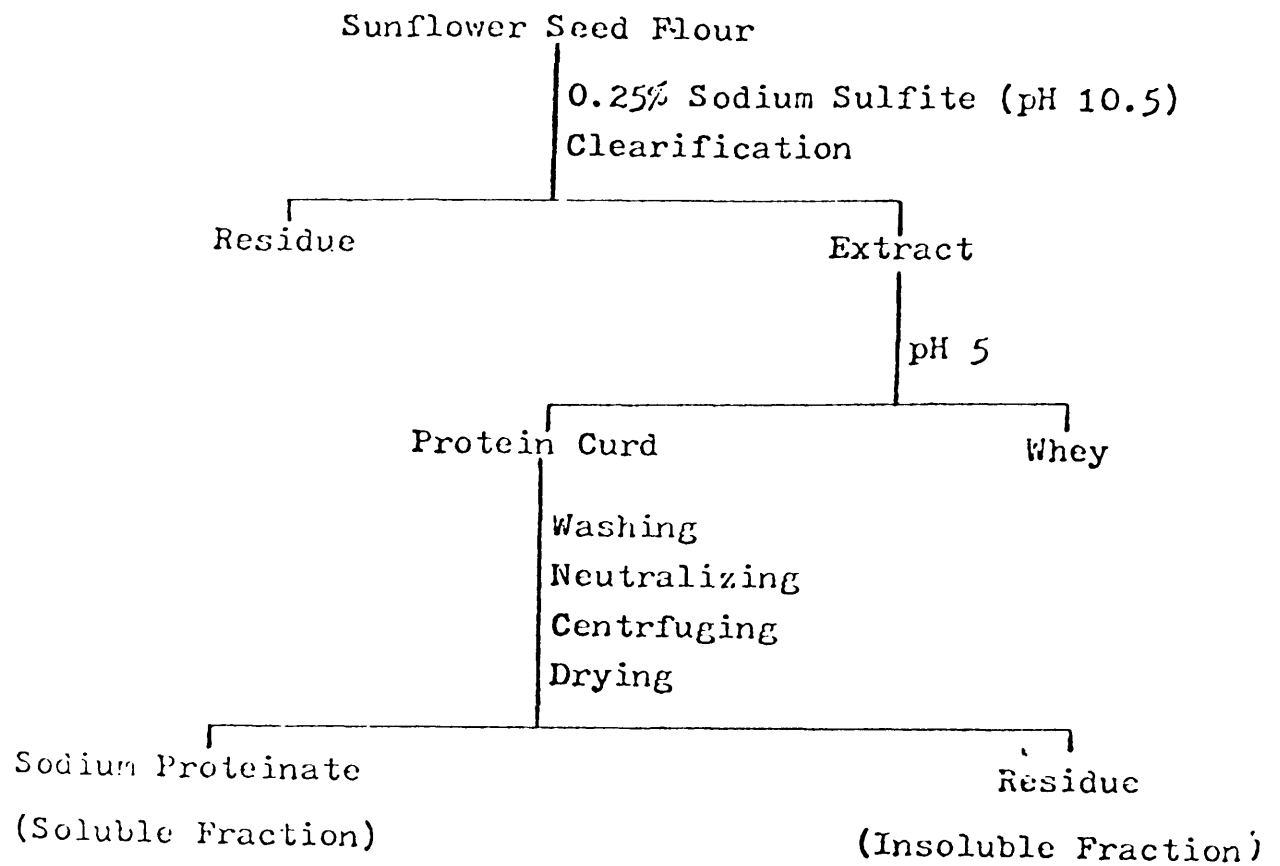 Sunflower Seed Flour
0.25% Sodium Sulfite (pH 10.5)
Clearification
Residue
Extract
pH 5
Protein Curd
Whey
Washing
Neutralizing
Centrfuging
Drying
Sodium Proteinate
(Soluble Fraction)
Residue
(Insoluble Fraction)